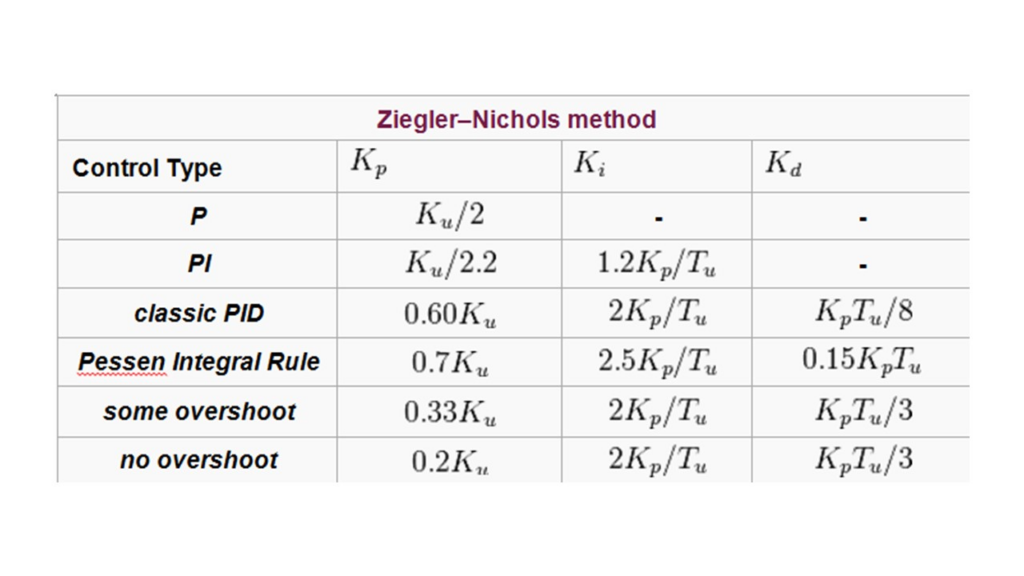 Ziegler–Nichols method
Control Type K_p K_i K_d
P K_u/2 - -
PI K_u/2.2 1.2K_p/T_u -
classic PID 0.60K_u 2K_p/T_u K_pT_u/8
Pessen Integral Rule 0.7K_u 2.5K_p/T_u 0.15K_pT_u
some overshoot 0.33K_u 2K_p/T_u K_pT_u/3
no overshoot 0.2K_u 2K_p/T_u K_pT_u/3